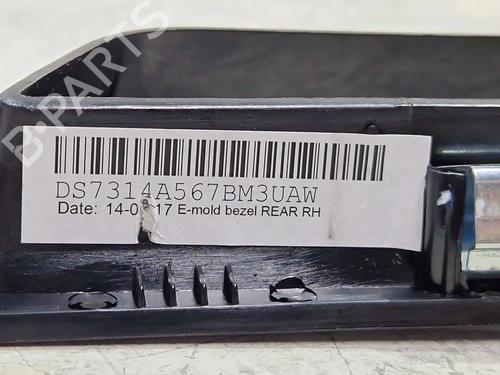 B-PARTS
DS7314A567BM3UAW
E-mold bezel REAR RH
Date: 14-0 17